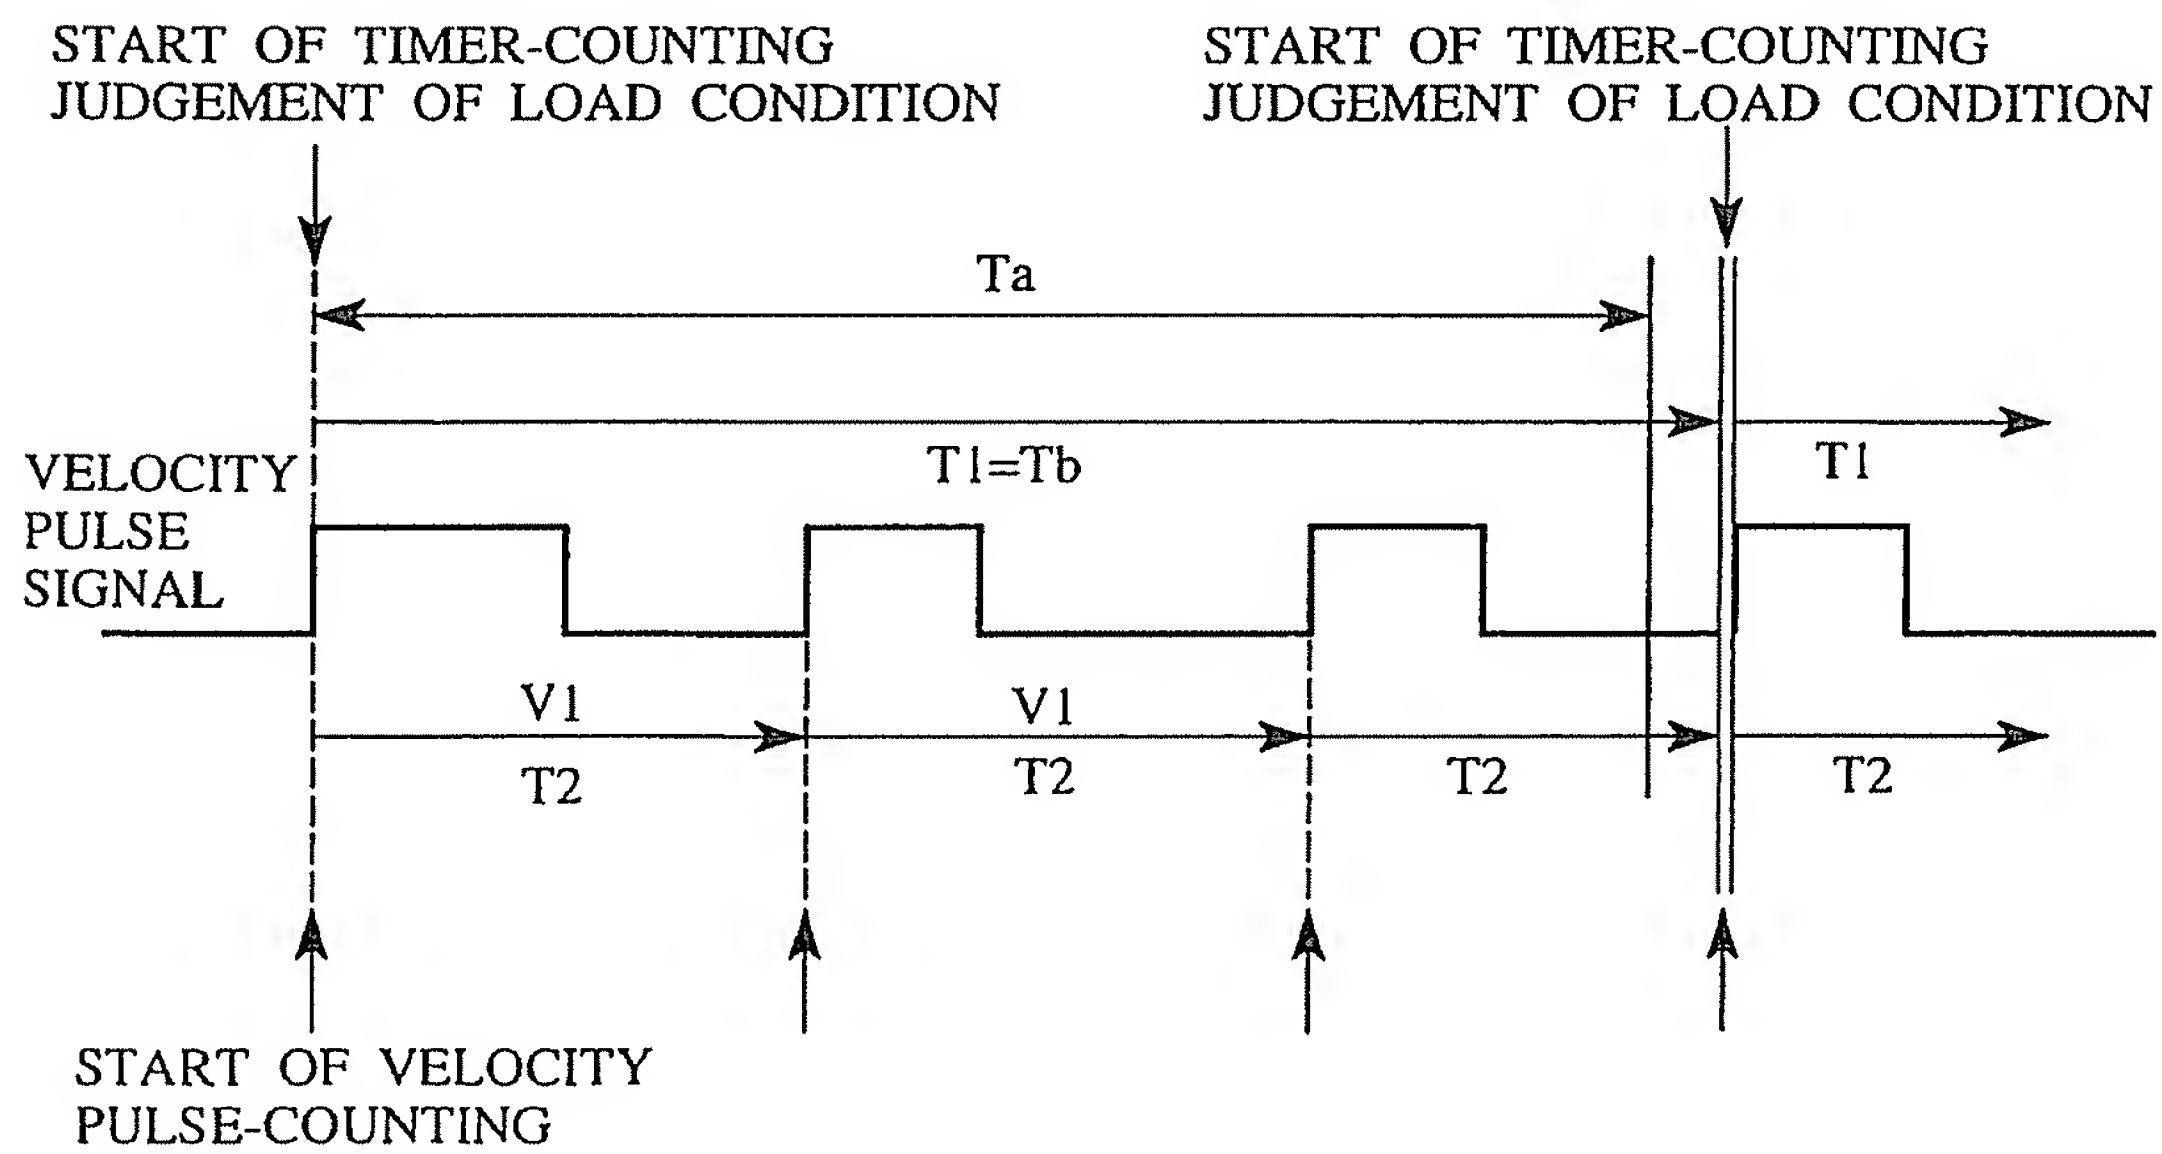 START OF TIMER-COUNTING
JUDGEMENT OF LOAD CONDITION
START OF TIMER-COUNTING
JUDGEMENT OF LOAD CONDITION
Ta
T1=Tb
T1
VELOCITY
PULSE
SIGNAL
V1
V1
T2
T2
T2
T2
START OF VELOCITY
PULSE-COUNTING